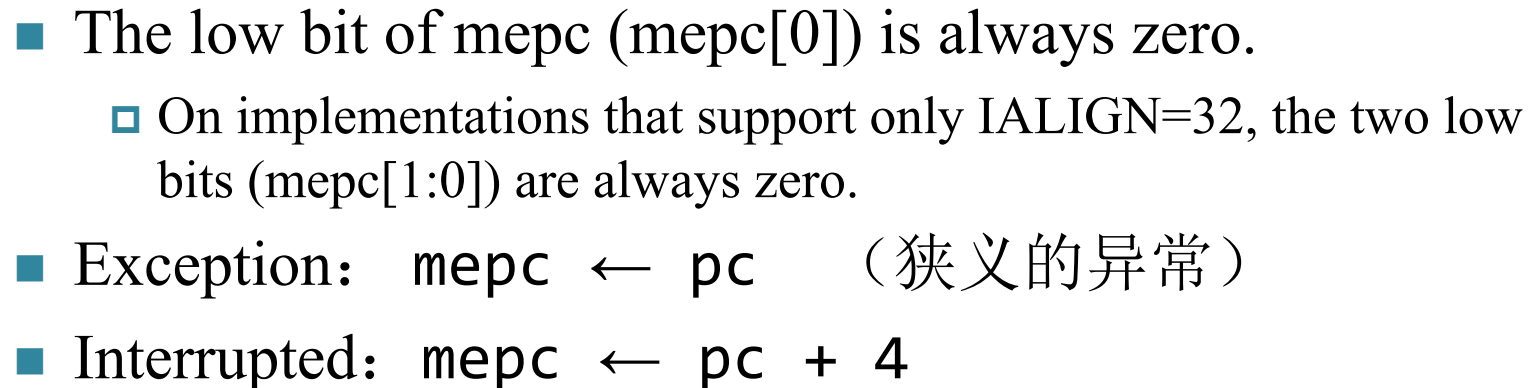 The low bit of mepc (mepc[0]) is always zero.
On implementations that support only IALIGN=32, the two low
bits (mepc[1:0]) are always zero.
Exception： mepc ← pc （狭义的异常）
Interrupted：mepc ← pc + 4